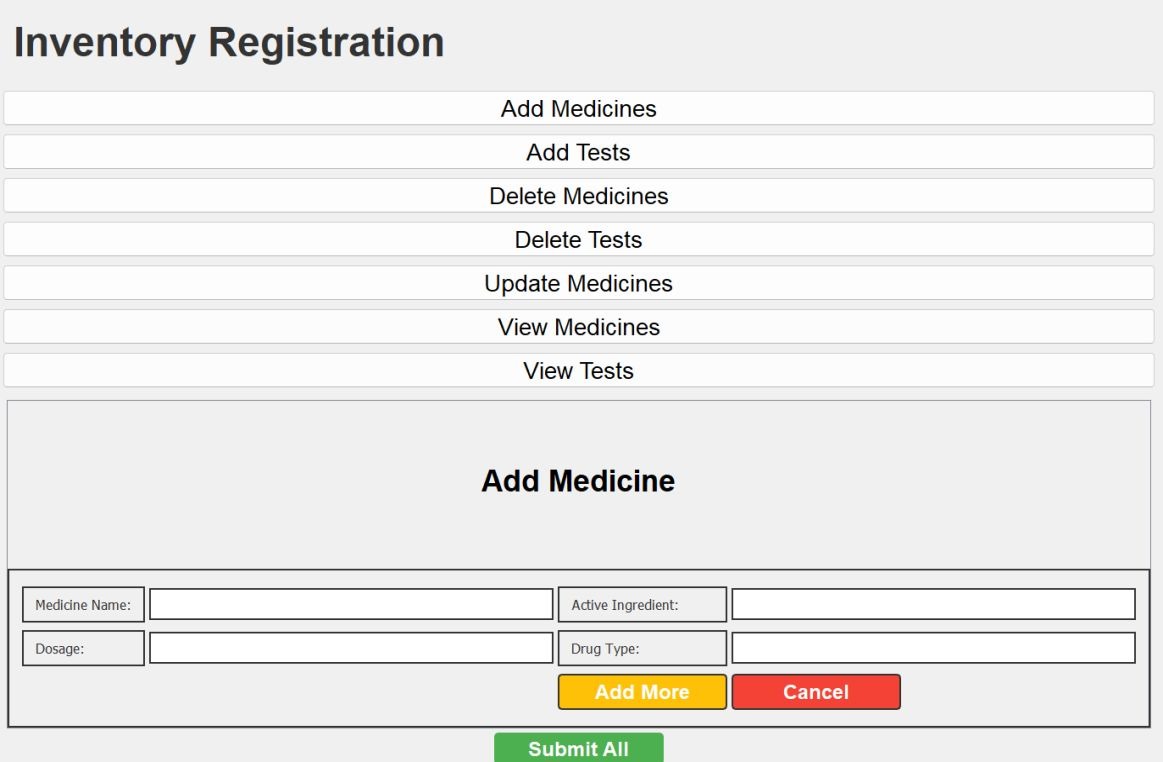 Inventory Registration
Add Medicines
Add Tests
Delete Medicines
Delete Tests
Update Medicines
View Medicines
View Tests
Add Medicine
Medicine Name: Active Ingredient:
Dosage: Drug Type:
Add More Cancel
Submit All